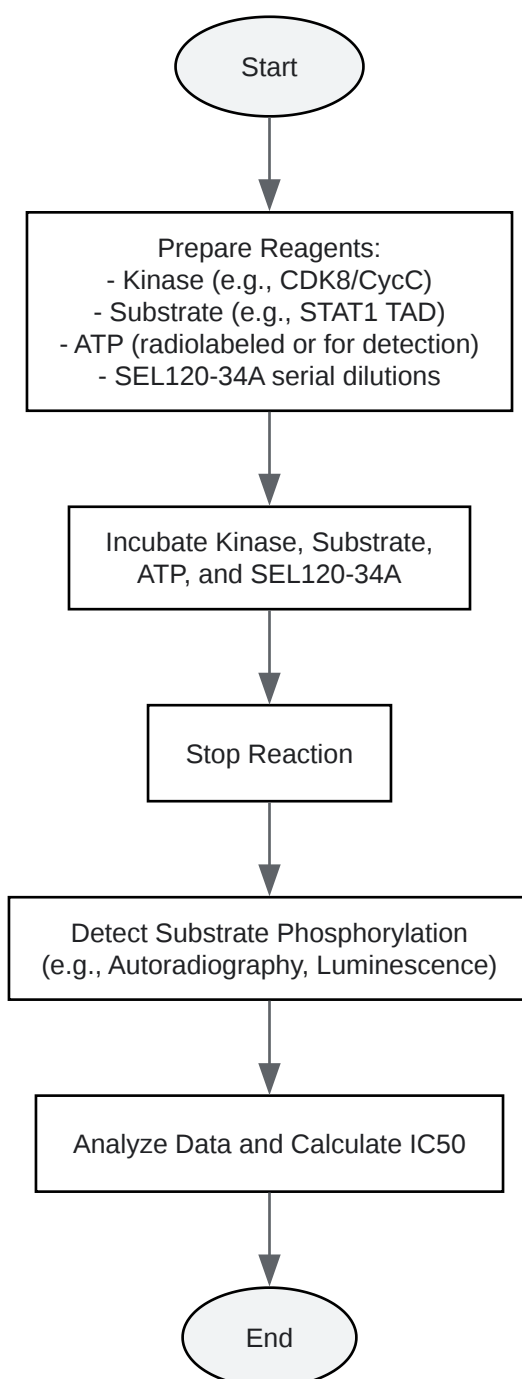 Start
Prepare Reagents:
- Kinase (e.g., CDK8/CycC)
- Substrate (e.g., STAT1 TAD)
- ATP (radiolabeled or for detection)
- SEL120-34A serial dilutions
Incubate Kinase, Substrate,
ATP, and SEL120-34A
Stop Reaction
Detect Substrate Phosphorylation
(e.g., Autoradiography, Luminescence)
Analyze Data and Calculate IC50
End